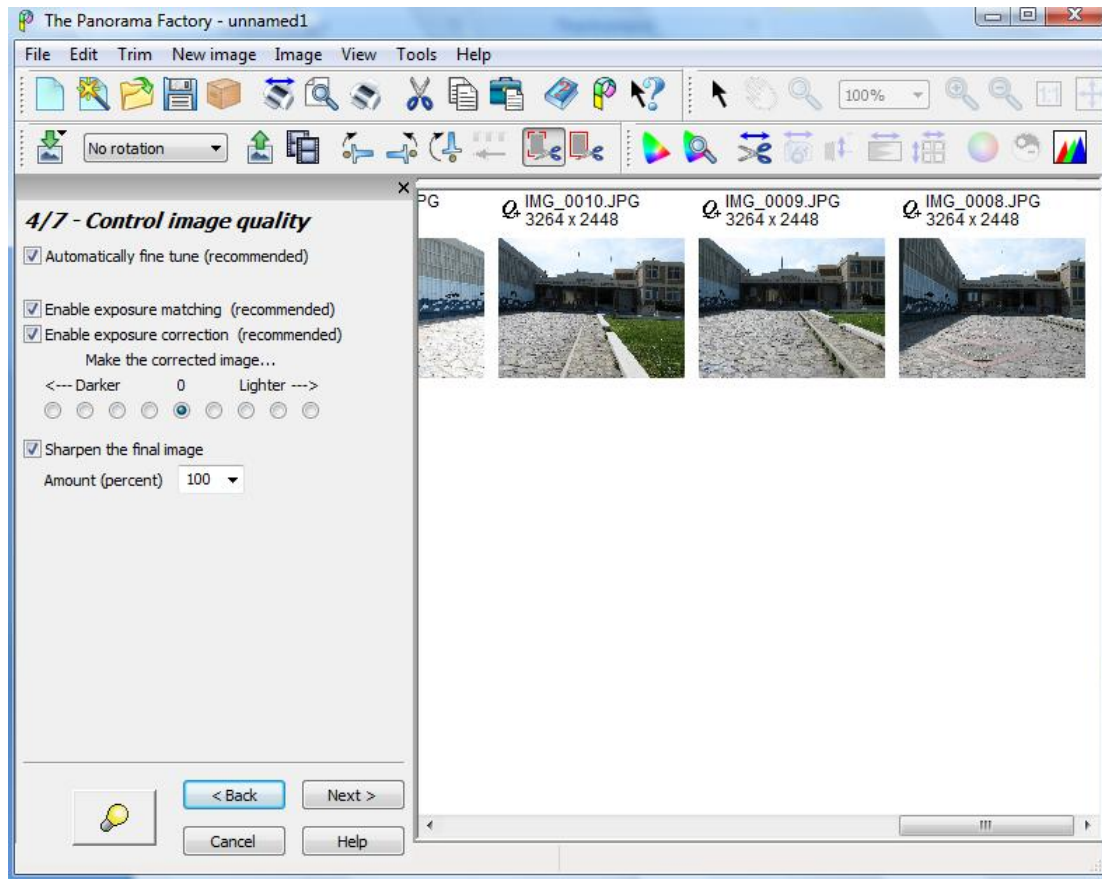 The Panorama Factory - unnamed1
File Edit Trim New image Image View Tools Help
100%
1:1
No rotation
4/7 - Control image quality
Automatically fine tune (recommended)
Enable exposure matching (recommended)
Enable exposure correction (recommended)
Make the corrected image...
<--- Darker 0 Lighter --->
Sharpen the final image
Amount (percent) 100
< Back Next >
Cancel Help
PG
IMG_0010.JPG
3264 x 2448
IMG_0009.JPG
3264 x 2448
IMG_0008.JPG
3264 x 2448